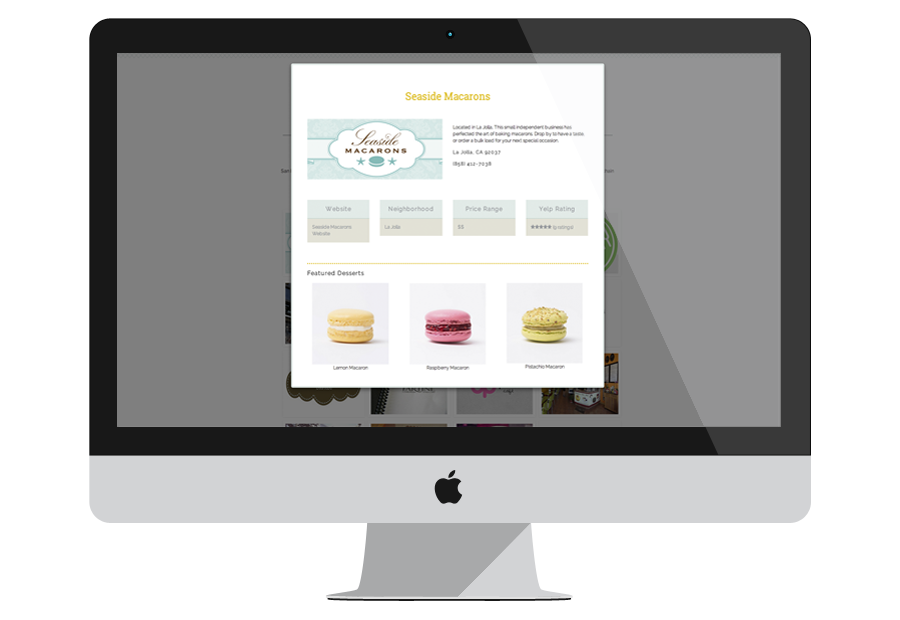 Seaside Macarons
Seaside
MACARONS
Located in La Jolla, This small independent business has
perfected the art of baking macarons. Drop by to have a taste,
or order a bulk load for your next special occasion.
La Jolla, CA 92037
(858) 412-7038
Website
Neighborhood
Price Range
Yelp Rating
Seaside Macarons
Website
La Jolla
$$
★★★★★ (9 ratings)
Featured Desserts
Lemon Macaron
Raspberry Macaron
Pistachio Macaron